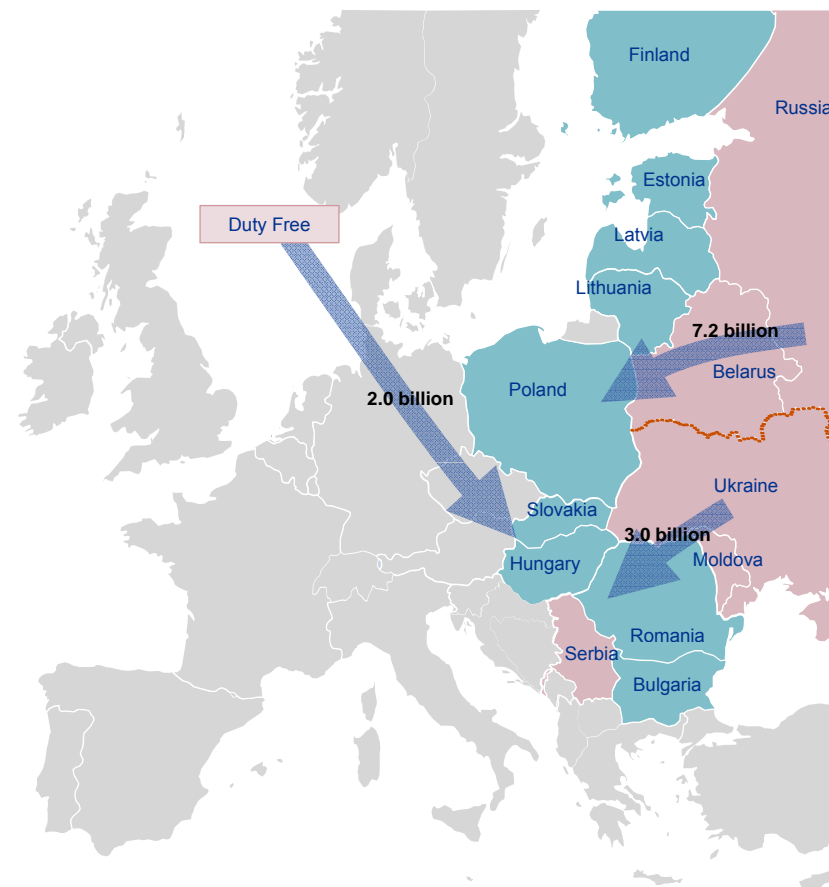 Finland
Russia
Estonia
Duty Free
Latvia
Lithuania
7.2 billion
Belarus
Poland
2.0 billion
Ukraine
Slovakia
3.0 billion
Hungary
Moldova
Romania
Serbia
Bulgaria